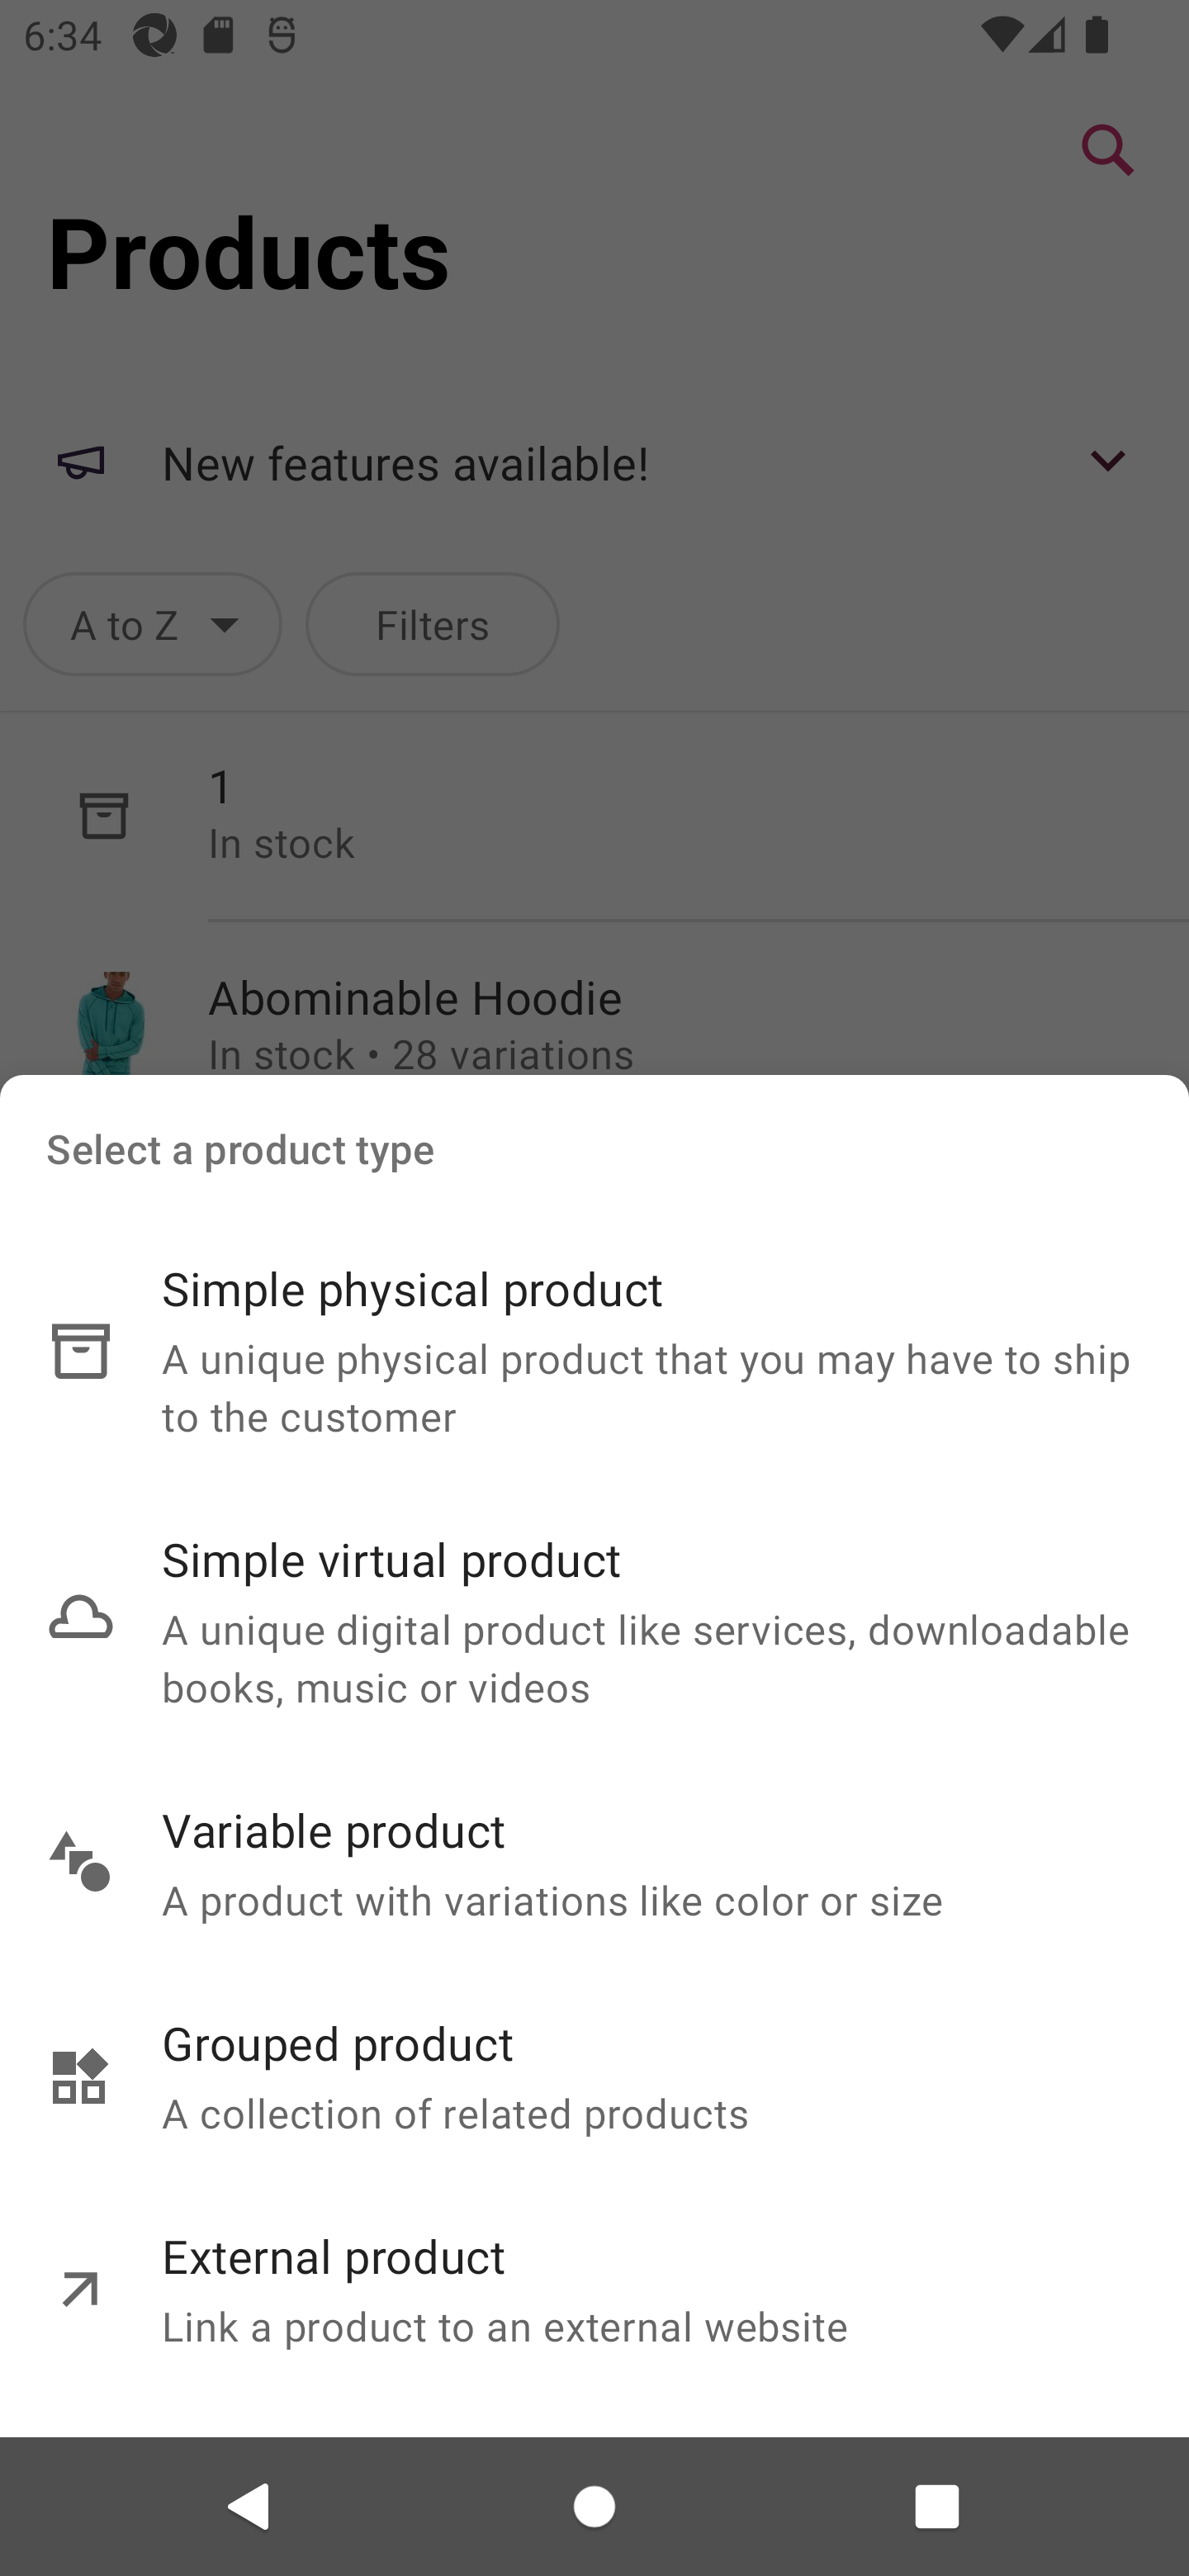 6:34
Products
New features available!
A to Z
Filters
1
In stock
Abominable Hoodie
In stock • 28 variations
Select a product type
Simple physical product
A unique physical product that you may have to ship
to the customer
Simple virtual product
A unique digital product like services, downloadable
books, music or videos
Variable product
A product with variations like color or size
Grouped product
A collection of related products
External product
Link a product to an external website